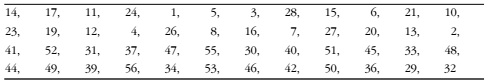 14, 17, 11, 24, 1, 5, 3, 28, 15, 6, 21, 10,
23, 19, 12, 4, 26, 8, 16, 7, 27, 20, 13, 2,
41, 52, 31, 37, 47, 55, 30, 40, 51, 45, 33, 48,
44, 49, 39, 56, 34, 53, 46, 42, 50, 36, 29, 32